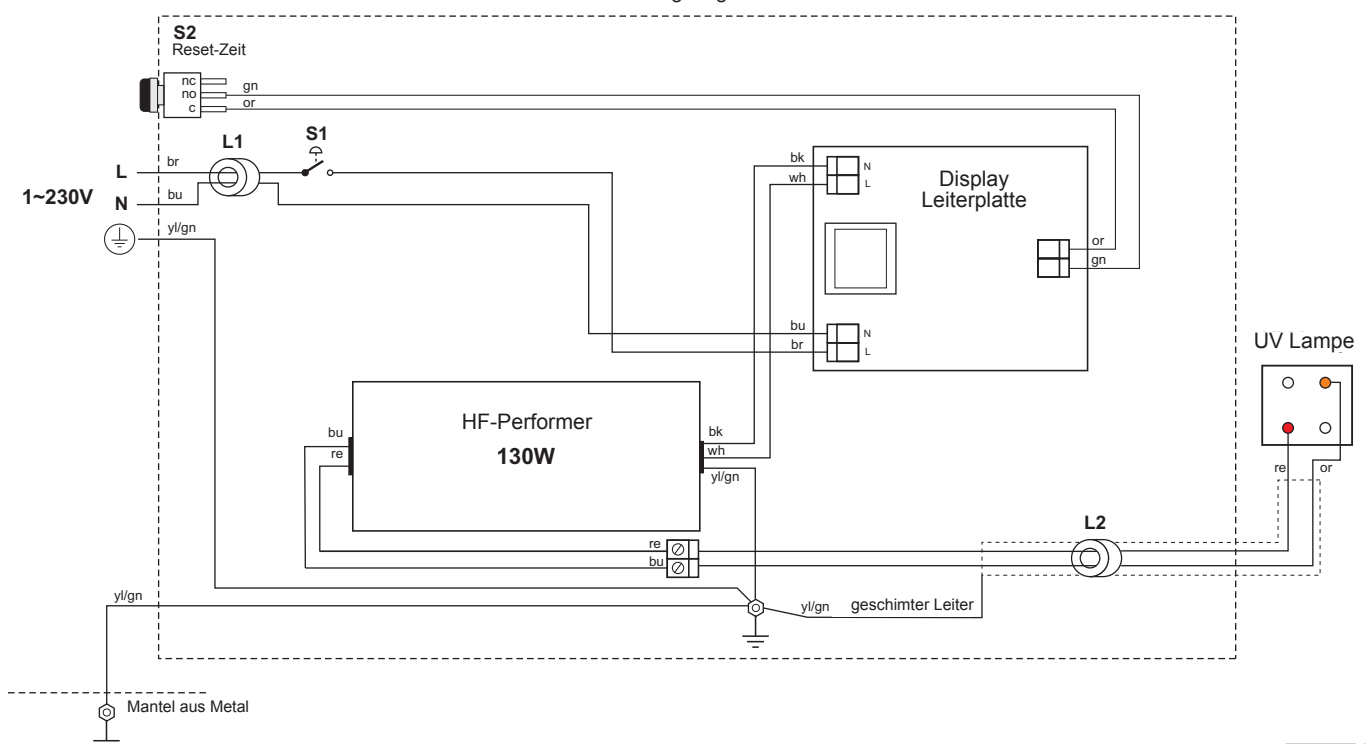 S2
Reset-Zeit
nc
no
c
gn
or
L1
S1
L
br
1~230V
N
bu
yl/gn
bk
N
wh
L
Display
Leiterplatte
or
gn
bu
N
br
L
UV Lampe
HF-Performer
130W
bu
re
bk
wh
yl/gn
re
or
L2
re
bu
yl/gn
yl/gn
geschimter Leiter
Mantel aus Metal